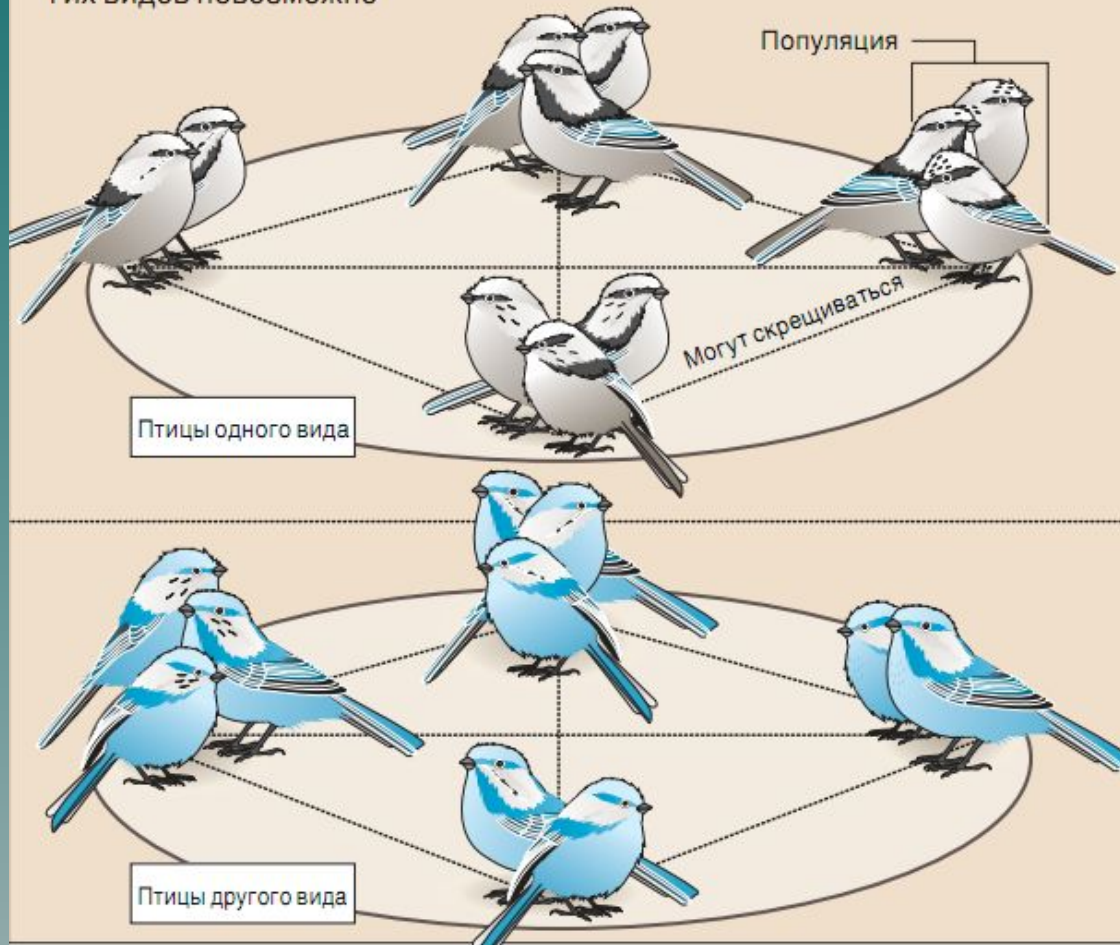 Популяция
Могут скрещиваться
Птицы одного вида
Птицы другого вида